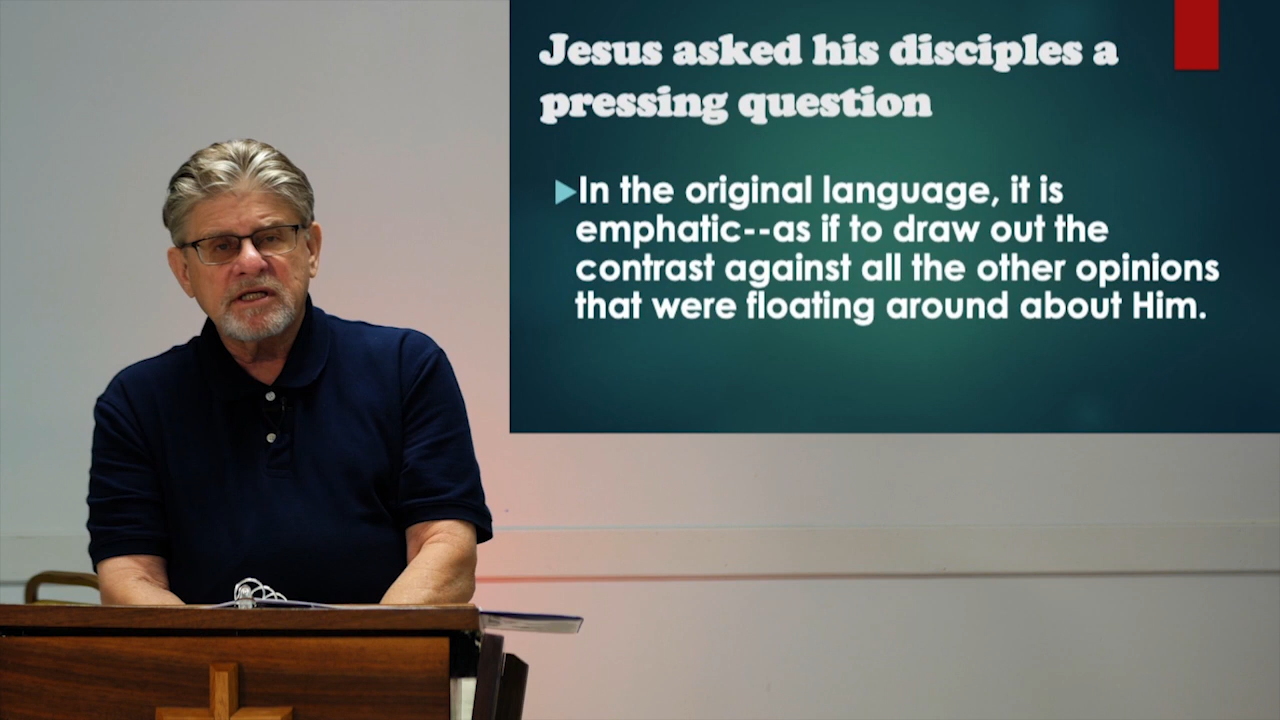 Jesus asked his disciples a
pressing question
In the original language, it is
emphatic--as if to draw out the
contrast against all the other opinions
that were floating around about Him.